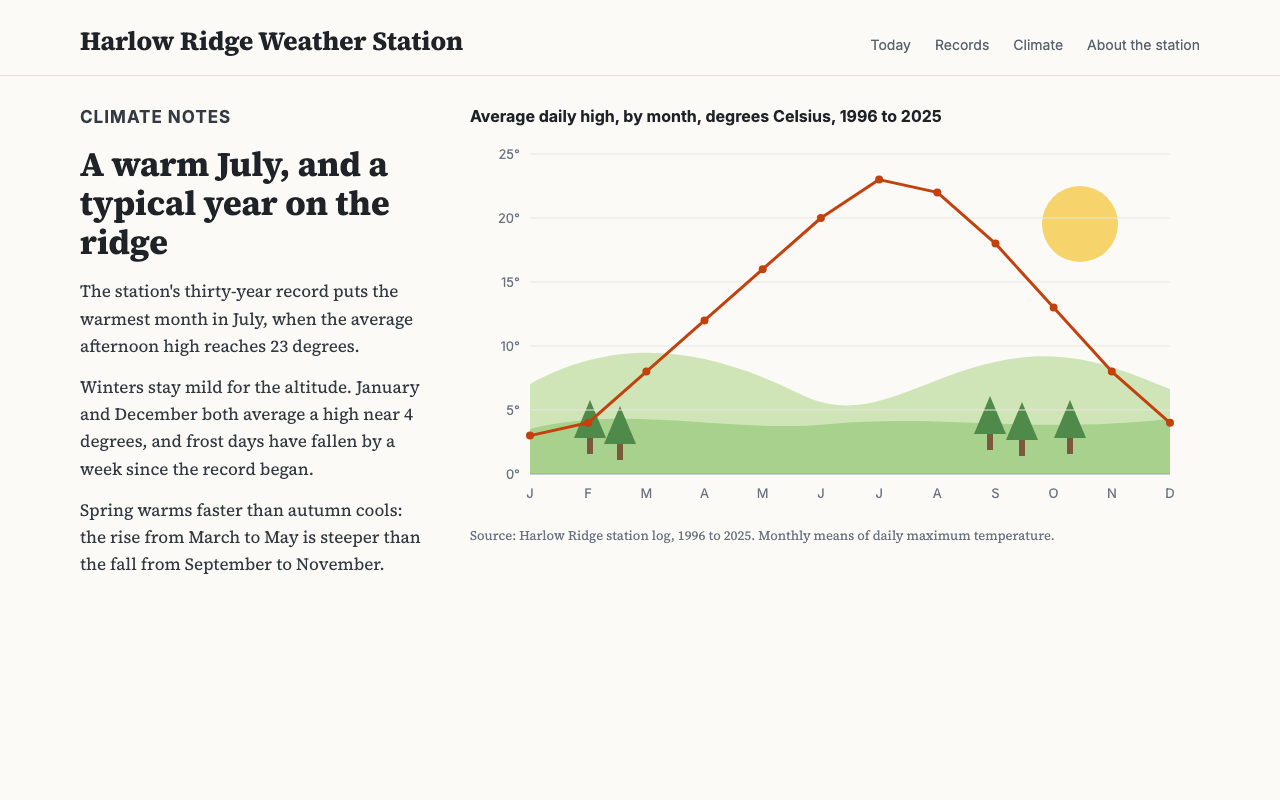 Harlow Ridge Weather Station
Today Records Climate About the station
CLIMATE NOTES
A warm July, and a
typical year on the
ridge
The station's thirty-year record puts the
warmest month in July, when the average
afternoon high reaches 23 degrees.
Winters stay mild for the altitude. January
and December both average a high near 4
degrees, and frost days have fallen by a
week since the record began.
Spring warms faster than autumn cools:
the rise from March to May is steeper than
the fall from September to November.
Average daily high, by month, degrees Celsius, 1996 to 2025
25°
20°
15°
10°
5°
0°
J F M A M J J A S O N D
Source: Harlow Ridge station log, 1996 to 2025. Monthly means of daily maximum temperature.